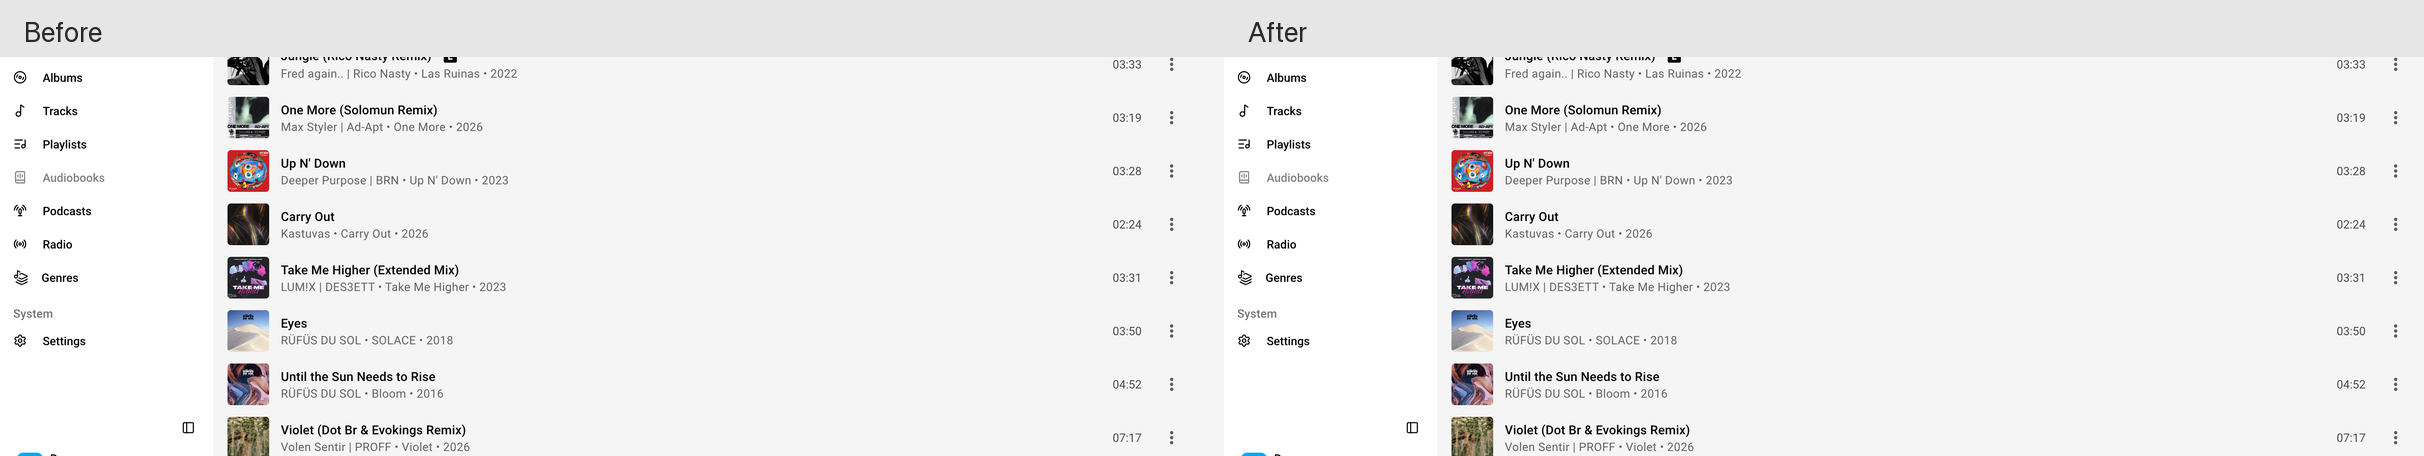 Before
Albums
Tracks
Playlists
Audiobooks
Podcasts
Radio
Genres
System
Settings
Jungle (Rico Nasty Remix) E
Fred again.. | Rico Nasty • Las Ruinas • 2022
03:33
One More (Solomun Remix)
Max Styler | Ad-Apt • One More • 2026
03:19
Up N' Down
Deeper Purpose | BRN • Up N' Down • 2023
03:28
Carry Out
Kastuvas • Carry Out • 2026
02:24
Take Me Higher (Extended Mix)
LUM!X | DES3ETT • Take Me Higher • 2023
03:31
Eyes
RÜFÜS DU SOL • SOLACE • 2018
03:50
Until the Sun Needs to Rise
RÜFÜS DU SOL • Bloom • 2016
04:52
Violet (Dot Br & Evokings Remix)
Volen Sentir | PROFF • Violet • 2026
07:17
After
Albums
Tracks
Playlists
Audiobooks
Podcasts
Radio
Genres
System
Settings
Jungle (Rico Nasty Remix) E
Fred again.. | Rico Nasty • Las Ruinas • 2022
03:33
One More (Solomun Remix)
Max Styler | Ad-Apt • One More • 2026
03:19
Up N' Down
Deeper Purpose | BRN • Up N' Down • 2023
03:28
Carry Out
Kastuvas • Carry Out • 2026
02:24
Take Me Higher (Extended Mix)
LUM!X | DES3ETT • Take Me Higher • 2023
03:31
Eyes
RÜFÜS DU SOL • SOLACE • 2018
03:50
Until the Sun Needs to Rise
RÜFÜS DU SOL • Bloom • 2016
04:52
Violet (Dot Br & Evokings Remix)
Volen Sentir | PROFF • Violet • 2026
07:17